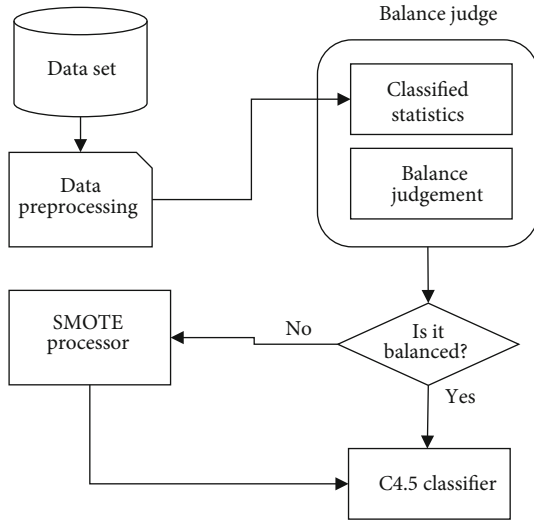 Balance judge
Data set
Classified
statistics
Data
preprocessing
Balance
judgement
SMOTE
processor
No
Is it
balanced?
Yes
C4.5 classifier